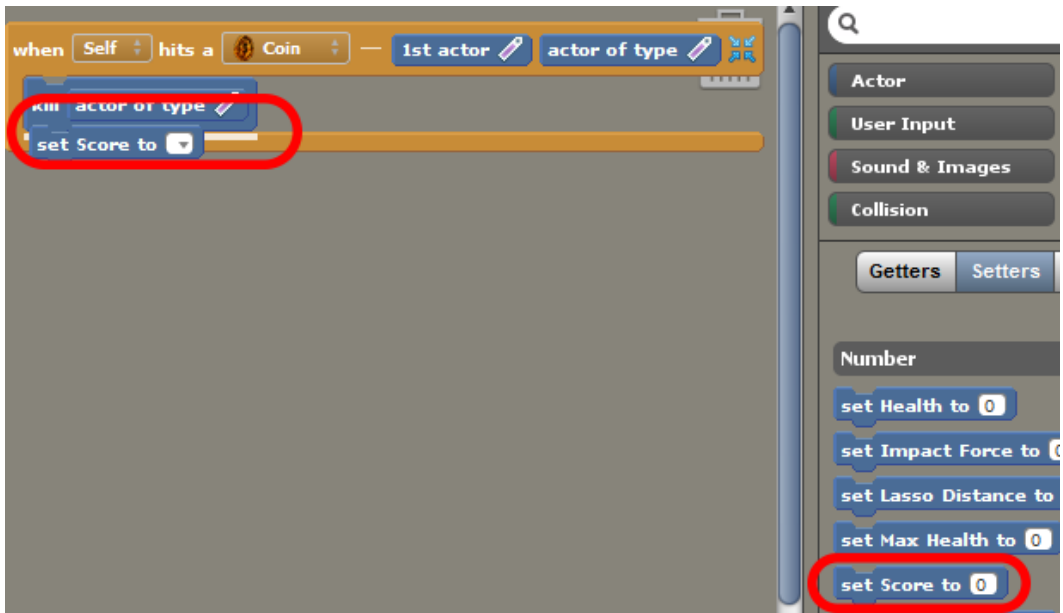 when Self hits a Coin — 1st actor actor of type
kill actor of type
set Score to
Actor
User Input
Sound & Images
Collision
Getters Setters
Number
set Health to 0
set Impact Force to 0
set Lasso Distance to
set Max Health to 0
set Score to 0